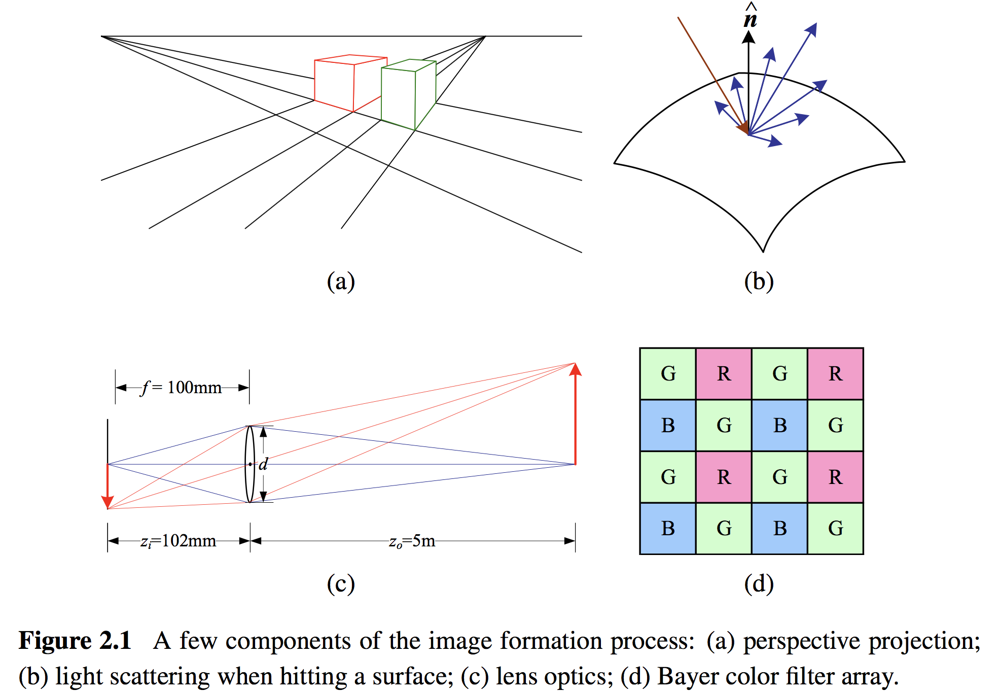 n̂
(a)
(b)
f = 100mm
d
zi=102mm
zo=5m
(c)
G R G R
B G B G
G R G R
B G B G
(d)
Figure 2.1 A few components of the image formation process: (a) perspective projection;
(b) light scattering when hitting a surface; (c) lens optics; (d) Bayer color filter array.